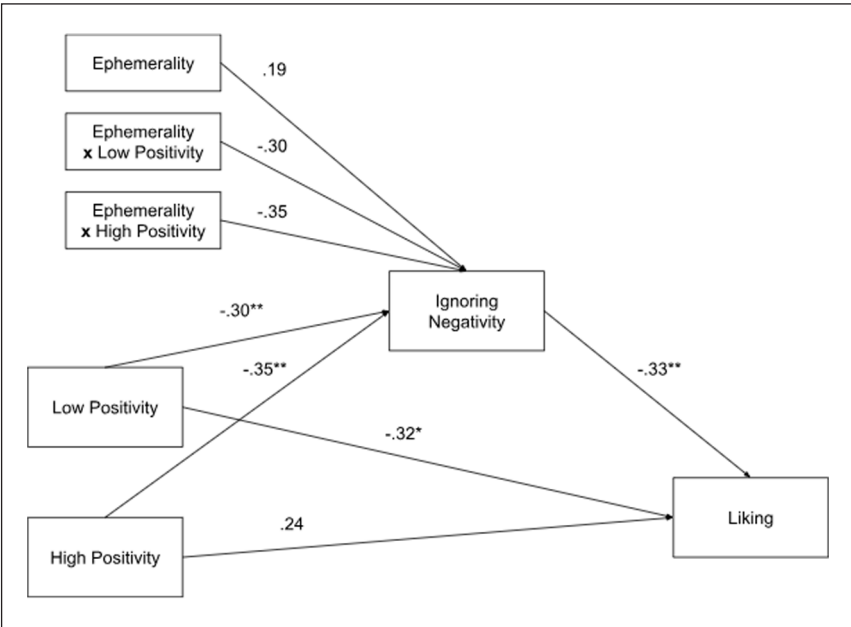 Ephemerality
.19
Ephemerality
x Low Positivity
-.30
Ephemerality
x High Positivity
-.35
Ignoring
Negativity
-.30**
-.35**
-.33**
Low Positivity
-.32*
High Positivity
.24
Liking